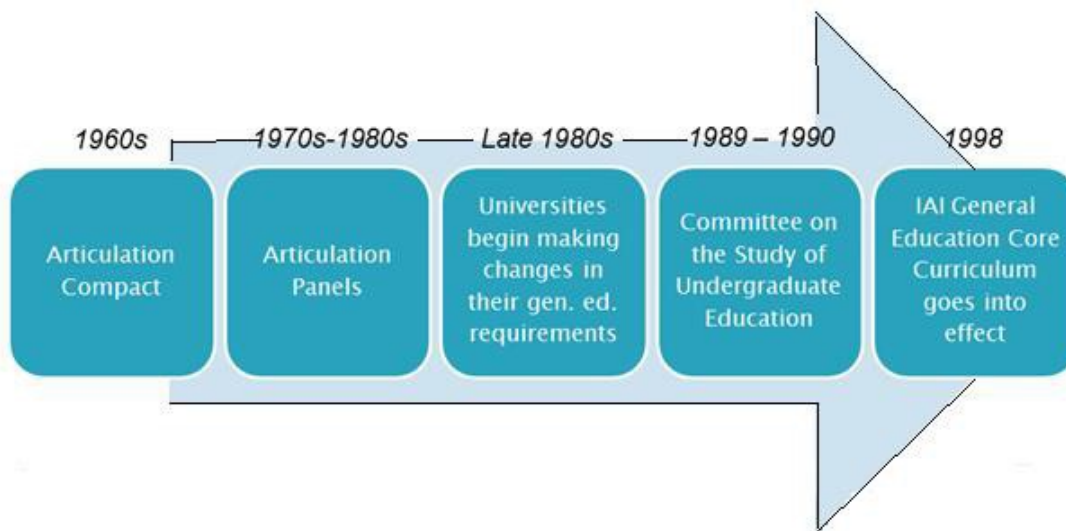 1960s
1970s-1980s
Late 1980s
1989 – 1990
1998
Articulation
Compact
Articulation
Panels
Universities
begin making
changes in
their gen. ed.
requirements
Committee on
the Study of
Undergraduate
Education
IAI General
Education Core
Curriculum
goes into
effect